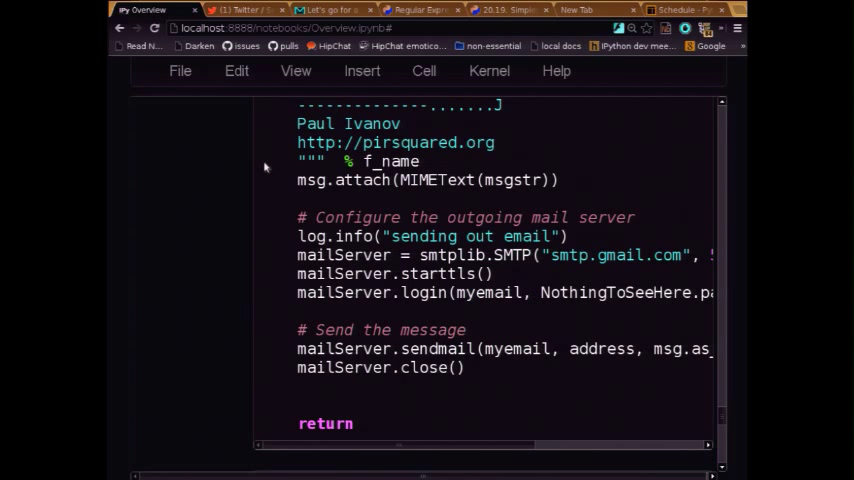 IPy Overview
(1) Twitter / S
Let's go for a
Regular Expre
20.19. Simple
New Tab
Schedule - Py
localhost:8888/notebooks/Overview.ipynb#
Read N...
Darken
issues
pulls
HipChat
HipChat emotico...
non-essential
local docs
IPython dev mee...
Google
File Edit View Insert Cell Kernel Help
--------------.......J
Paul Ivanov
http://pirsquared.org
""" % f_name
msg.attach(MIMEText(msgstr))
# Configure the outgoing mail server
log.info("sending out email")
mailServer = smtplib.SMTP("smtp.gmail.com", 5
mailServer.starttls()
mailServer.login(myemail, NothingToSeeHere.pa
# Send the message
mailServer.sendmail(myemail, address, msg.as_
mailServer.close()
return